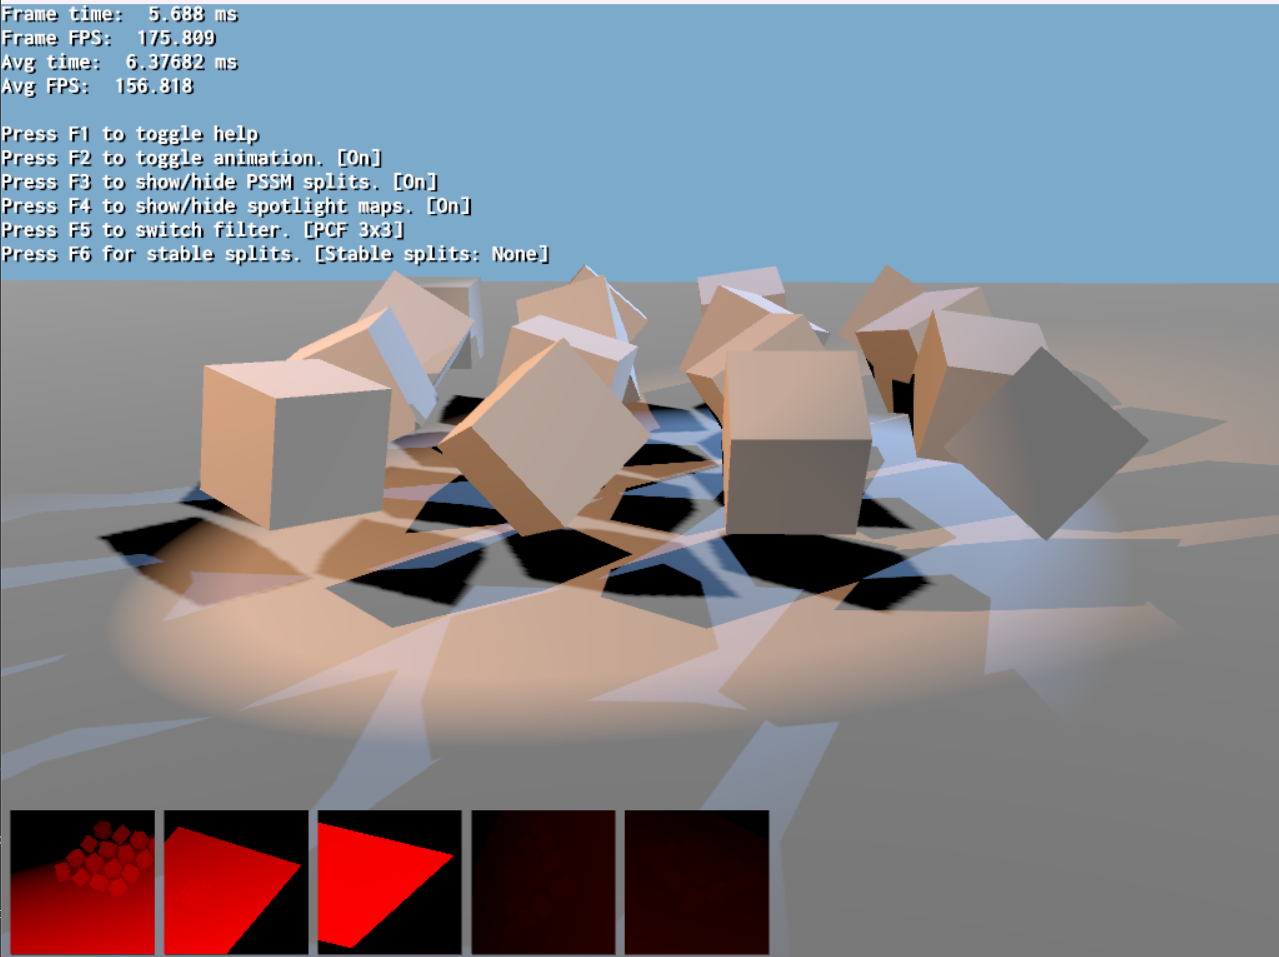 Frame time:  5.688 ms
Frame FPS:  175.809
Avg time:  6.37682 ms
Avg FPS:  156.818
Press F1 to toggle help
Press F2 to toggle animation. [On]
Press F3 to show/hide PSSM splits. [On]
Press F4 to show/hide spotlight maps. [On]
Press F5 to switch filter. [PCF 3x3]
Press F6 for stable splits. [Stable splits: None]